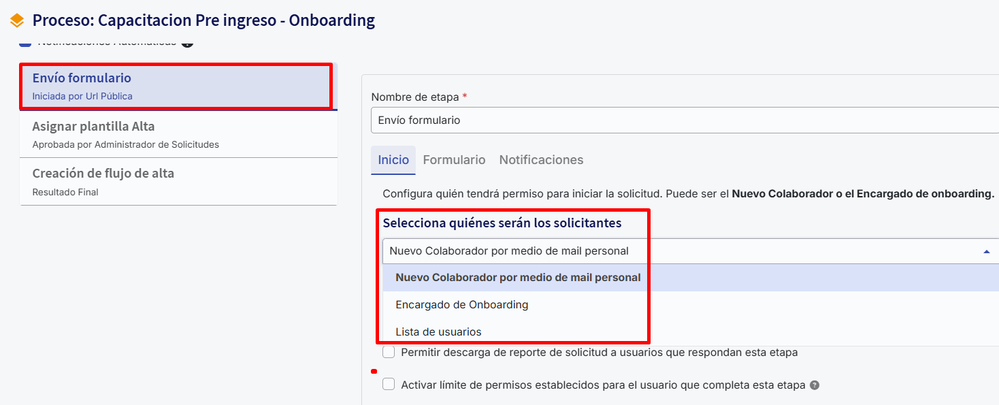 Proceso: Capacitacion Pre ingreso - Onboarding
Notificaciones Automáticas ?
Envío formulario
Iniciada por Url Pública
Asignar plantilla Alta
Aprobada por Administrador de Solicitudes
Creación de flujo de alta
Resultado Final
Nombre de etapa *
Envío formulario
Inicio Formulario Notificaciones
Configura quién tendrá permiso para iniciar la solicitud. Puede ser el Nuevo Colaborador o el Encargado de onboarding.
Selecciona quiénes serán los solicitantes
Nuevo Colaborador por medio de mail personal
Nuevo Colaborador por medio de mail personal
Encargado de Onboarding
Lista de usuarios
Permitir descarga de reporte de solicitud a usuarios que respondan esta etapa
Activar límite de permisos establecidos para el usuario que completa esta etapa ?